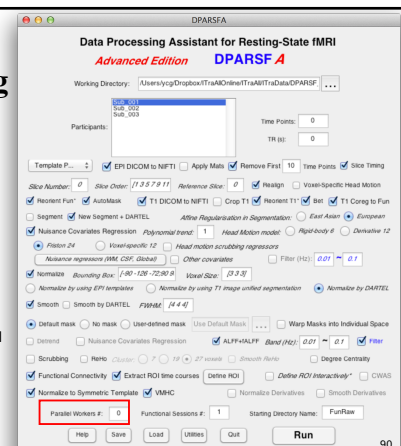 DPARSFA
Data Processing Assistant for Resting-State fMRI
Advanced Edition DPARSF A
Working Directory: /Users/ycg/Dropbox/ITraAllOnline/ITraAll/ITraData/DPARSF ...
Participants:
Sub_001
Sub_002
Sub_003
Time Points: 0
TR (s): 0
Template P... EPI DICOM to NIFTI Apply Mats Remove First 10 Time Points Slice Timing
Slice Number: 0 Slice Order: [1 3 5 7 9 11 Reference Slice: 0 Realign Voxel-Specific Head Motion
Reorient Fun* AutoMask T1 DICOM to NIFTI Crop T1 Reorient T1* Bet T1 Coreg to Fun
Segment New Segment + DARTEL Affine Regularisation in Segmentation: East Asian European
Nuisance Covariates Regression Polynomial trend: 1 Head Motion model: Rigid-body 6 Derivative 12
Friston 24 Voxel-specific 12 Head motion scrubbing regressors
Nuisance regressors (WM, CSF, Global) Other covariates Filter (Hz): 0.01 ~ 0.1
Normalize Bounding Box: [-90 -126 -72;90 9 Voxel Size: [3 3 3]
Normalize by using EPI templates Normalize by using T1 image unified segmentation Normalize by DARTEL
Smooth Smooth by DARTEL FWHM: [4 4 4]
Default mask No mask User-defined mask Use Default Mask ... Warp Masks into Individual Space
Detrend Nuisance Covariates Regression ALFF+fALFF Band (Hz): 0.01 ~ 0.1 Filter
Scrubbing ReHo Cluster: 7 19 27 voxels Smooth ReHo Degree Centrality
Functional Connectivity Extract ROI time courses Define ROI Define ROI Interactively* CWAS
Normalize to Symmetric Template VMHC Normalize Derivatives Smooth Derivatives
Parallel Workers #: 0 Functional Sessions #: 1 Starting Directory Name: FunRaw
Help Save Load Utilities Quit Run
90